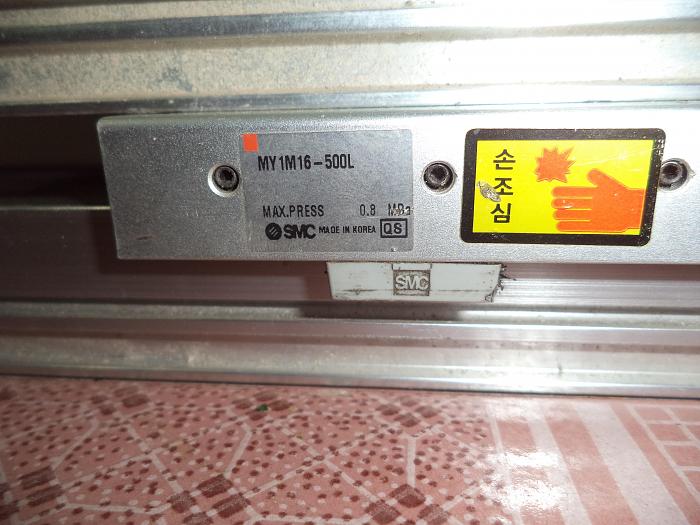 MY1M16-500L
MAX.PRESS 0.8 MPa
SMC MADE IN KOREA QS
손조심
SMC